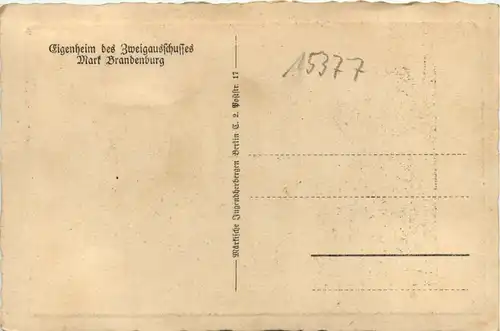 Eigenheim des Zweigausschusses
Mark Brandenburg
Märkische Jugendherbergen Berlin C. 2. Poststr. 17
15377